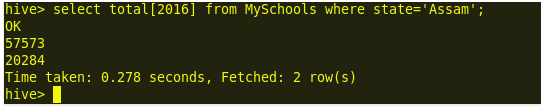 hive> select total[2016] from MySchools where state='Assam';
OK
57573
20284
Time taken: 0.278 seconds, Fetched: 2 row(s)
hive>